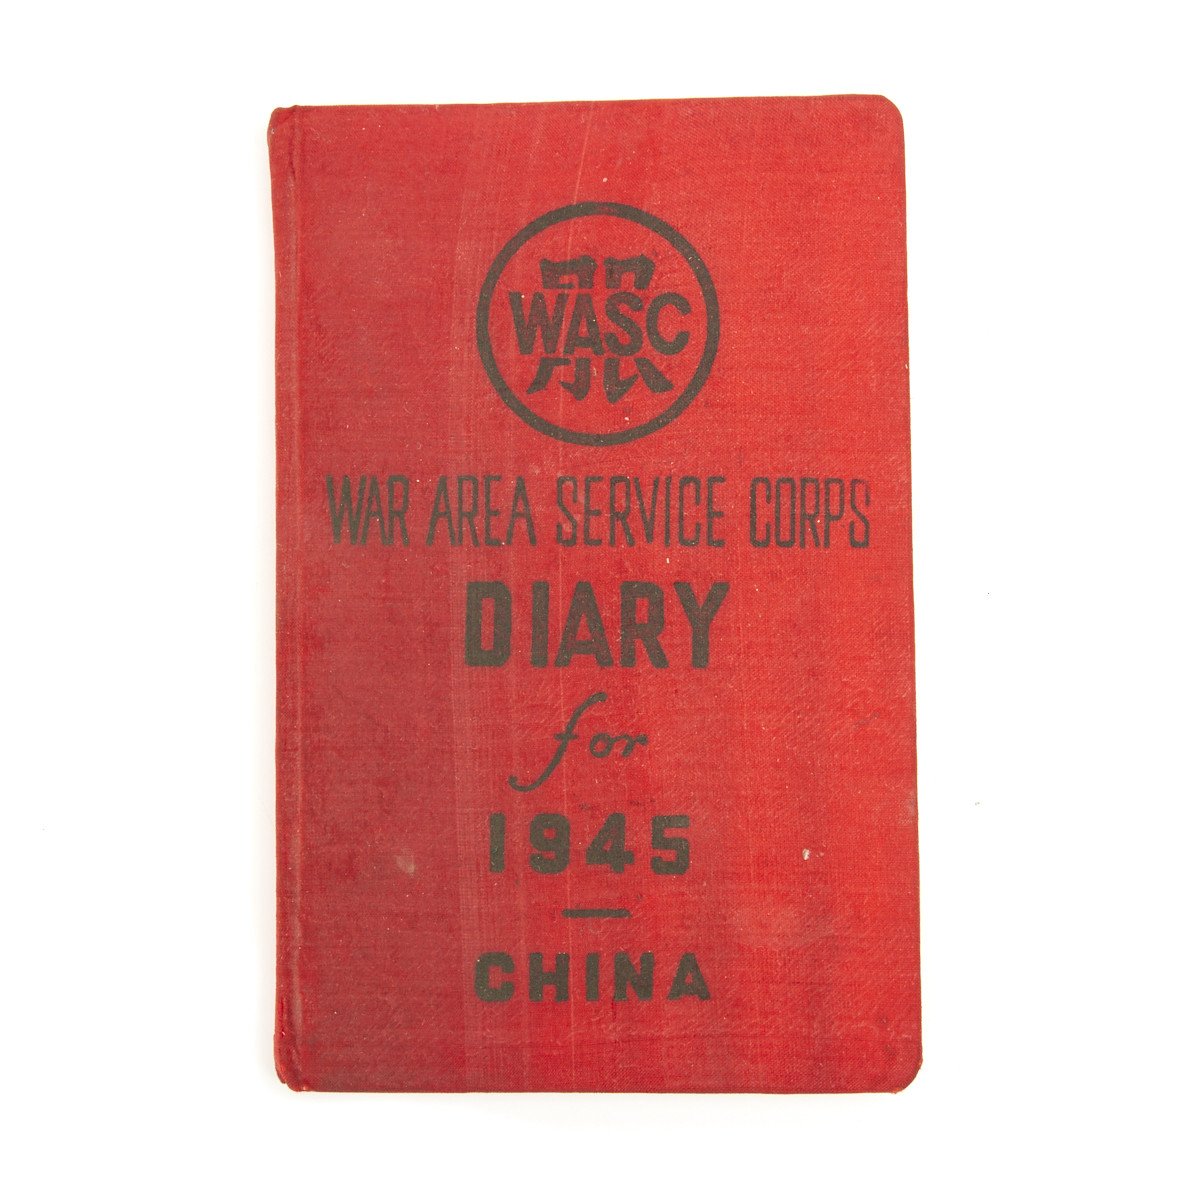 WASC
WAR AREA SERVICE CORPS
DIARY
for
1945
—
CHINA